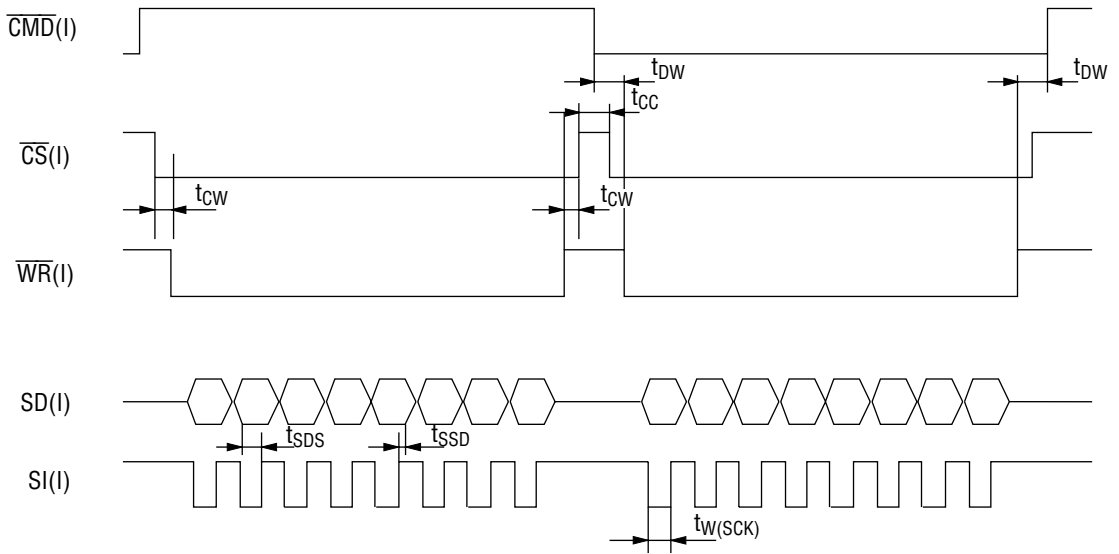 CMD(I)
tDW
tDW
tCC
CS(I)
tCW
tCW
WR(I)
SD(I)
tSDS
tSSD
SI(I)
tW(SCK)